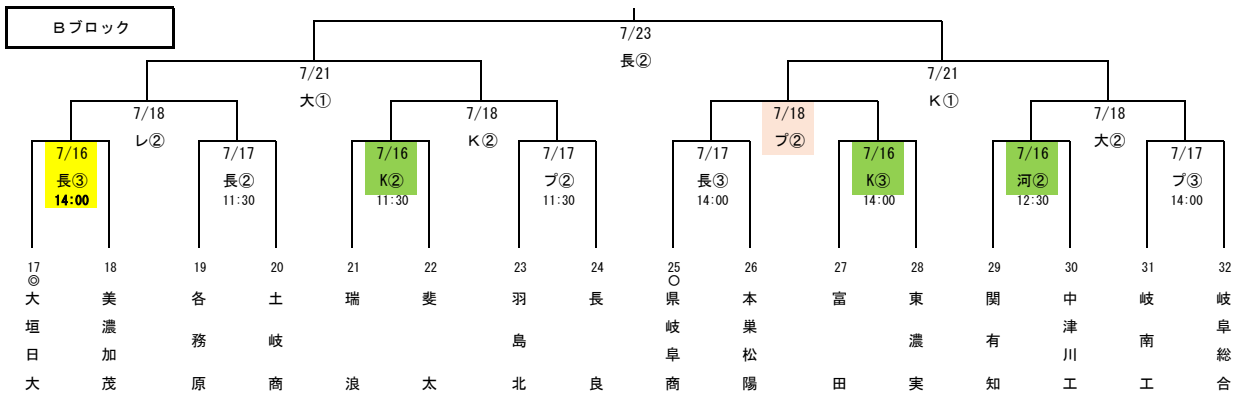 Bブロック
7/23
長②
7/21
大①
7/21
K①
7/18
レ②
7/18
K②
7/18
プ②
7/18
大②
7/16
長③
14:00
7/17
長②
11:30
7/16
K②
11:30
7/17
プ②
11:30
7/17
長③
14:00
7/16
K③
14:00
7/16
河②
12:30
7/17
プ③
14:00
17
◎
大垣日大
18
美濃加茂
19
各務原
20
土岐商
21
瑞浪
22
斐太
23
羽島北
24
長良
25
○
県岐阜商
26
本巣松陽
27
富田
28
東濃実
29
関有知
30
中津川工
31
岐南工
32
岐阜総合